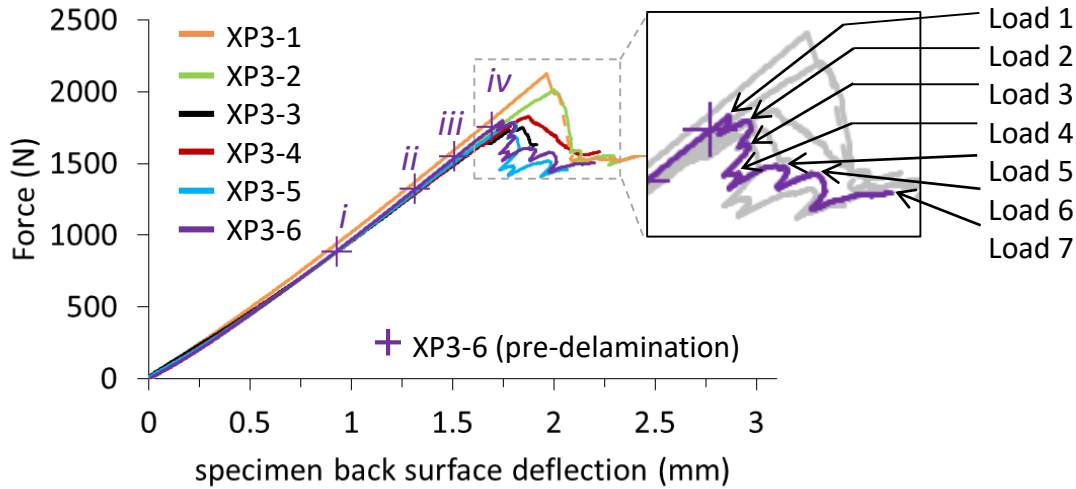 2500
2000
1500
1000
500
0
Force (N)
XP3-1
XP3-2
XP3-3
XP3-4
XP3-5
XP3-6
i
ii
iii
iv
XP3-6 (pre-delamination)
Load 1
Load 2
Load 3
Load 4
Load 5
Load 6
Load 7
0
0.5
1
1.5
2
2.5
3
specimen back surface deflection (mm)